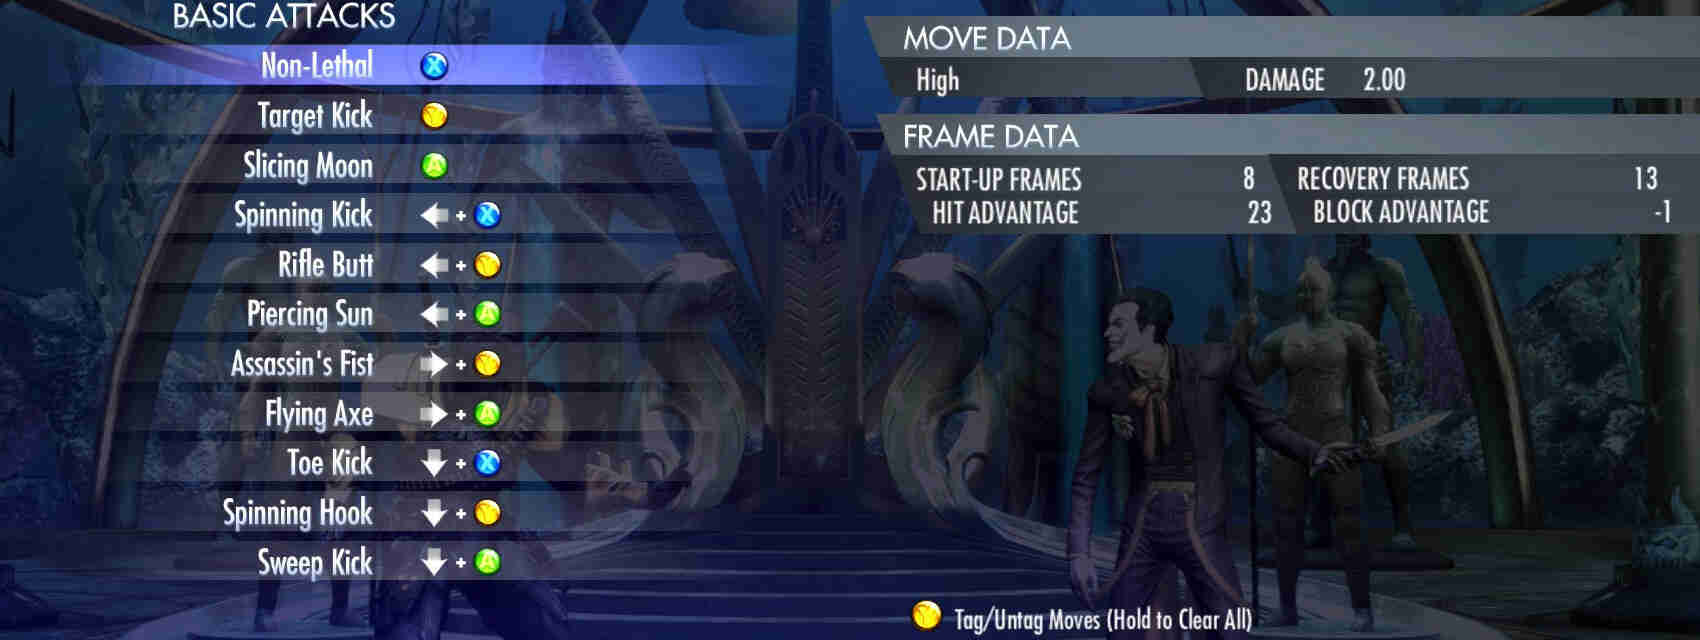 BASIC ATTACKS
Non-Lethal X
Target Kick Y
Slicing Moon A
Spinning Kick + X
Rifle Butt + Y
Piercing Sun + A
Assassin's Fist + Y
Flying Axe + A
Toe Kick + X
Spinning Hook + Y
Sweep Kick + A
MOVE DATA
High DAMAGE 2.00
FRAME DATA
START-UP FRAMES 8 RECOVERY FRAMES 13
HIT ADVANTAGE 23 BLOCK ADVANTAGE -1
Y Tag/Untag Moves (Hold to Clear All)